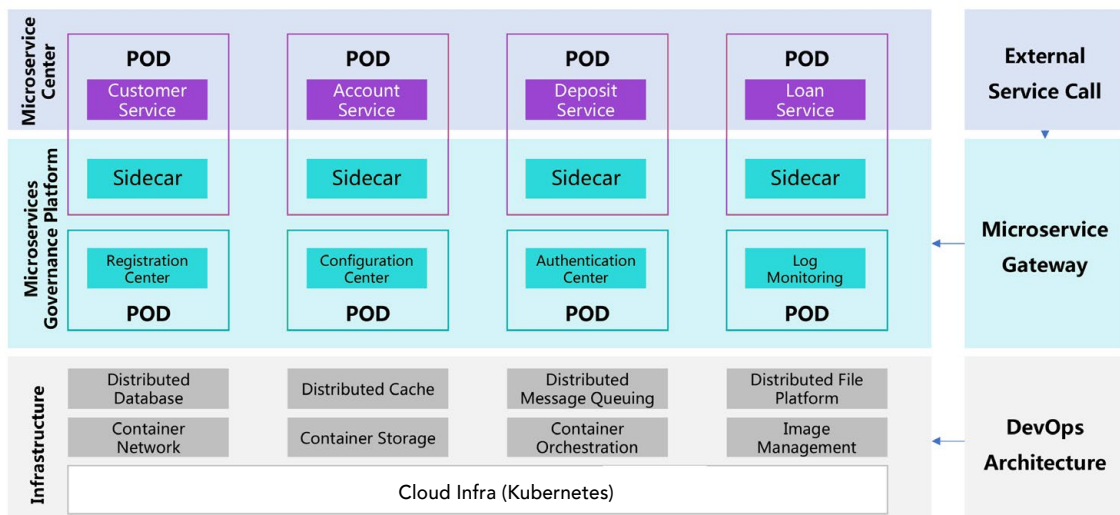 Microservice
Center
POD
Customer
Service
POD
Account
Service
POD
Deposit
Service
POD
Loan
Service
External
Service Call
Microservices
Governance Platform
Sidecar
Sidecar
Sidecar
Sidecar
Registration
Center
POD
Configuration
Center
POD
Authentication
Center
POD
Log
Monitoring
POD
Microservice
Gateway
Infrastructure
Distributed
Database
Distributed Cache
Distributed
Message Queuing
Distributed File
Platform
Container
Network
Container Storage
Container
Orchestration
Image
Management
Cloud Infra (Kubernetes)
DevOps
Architecture